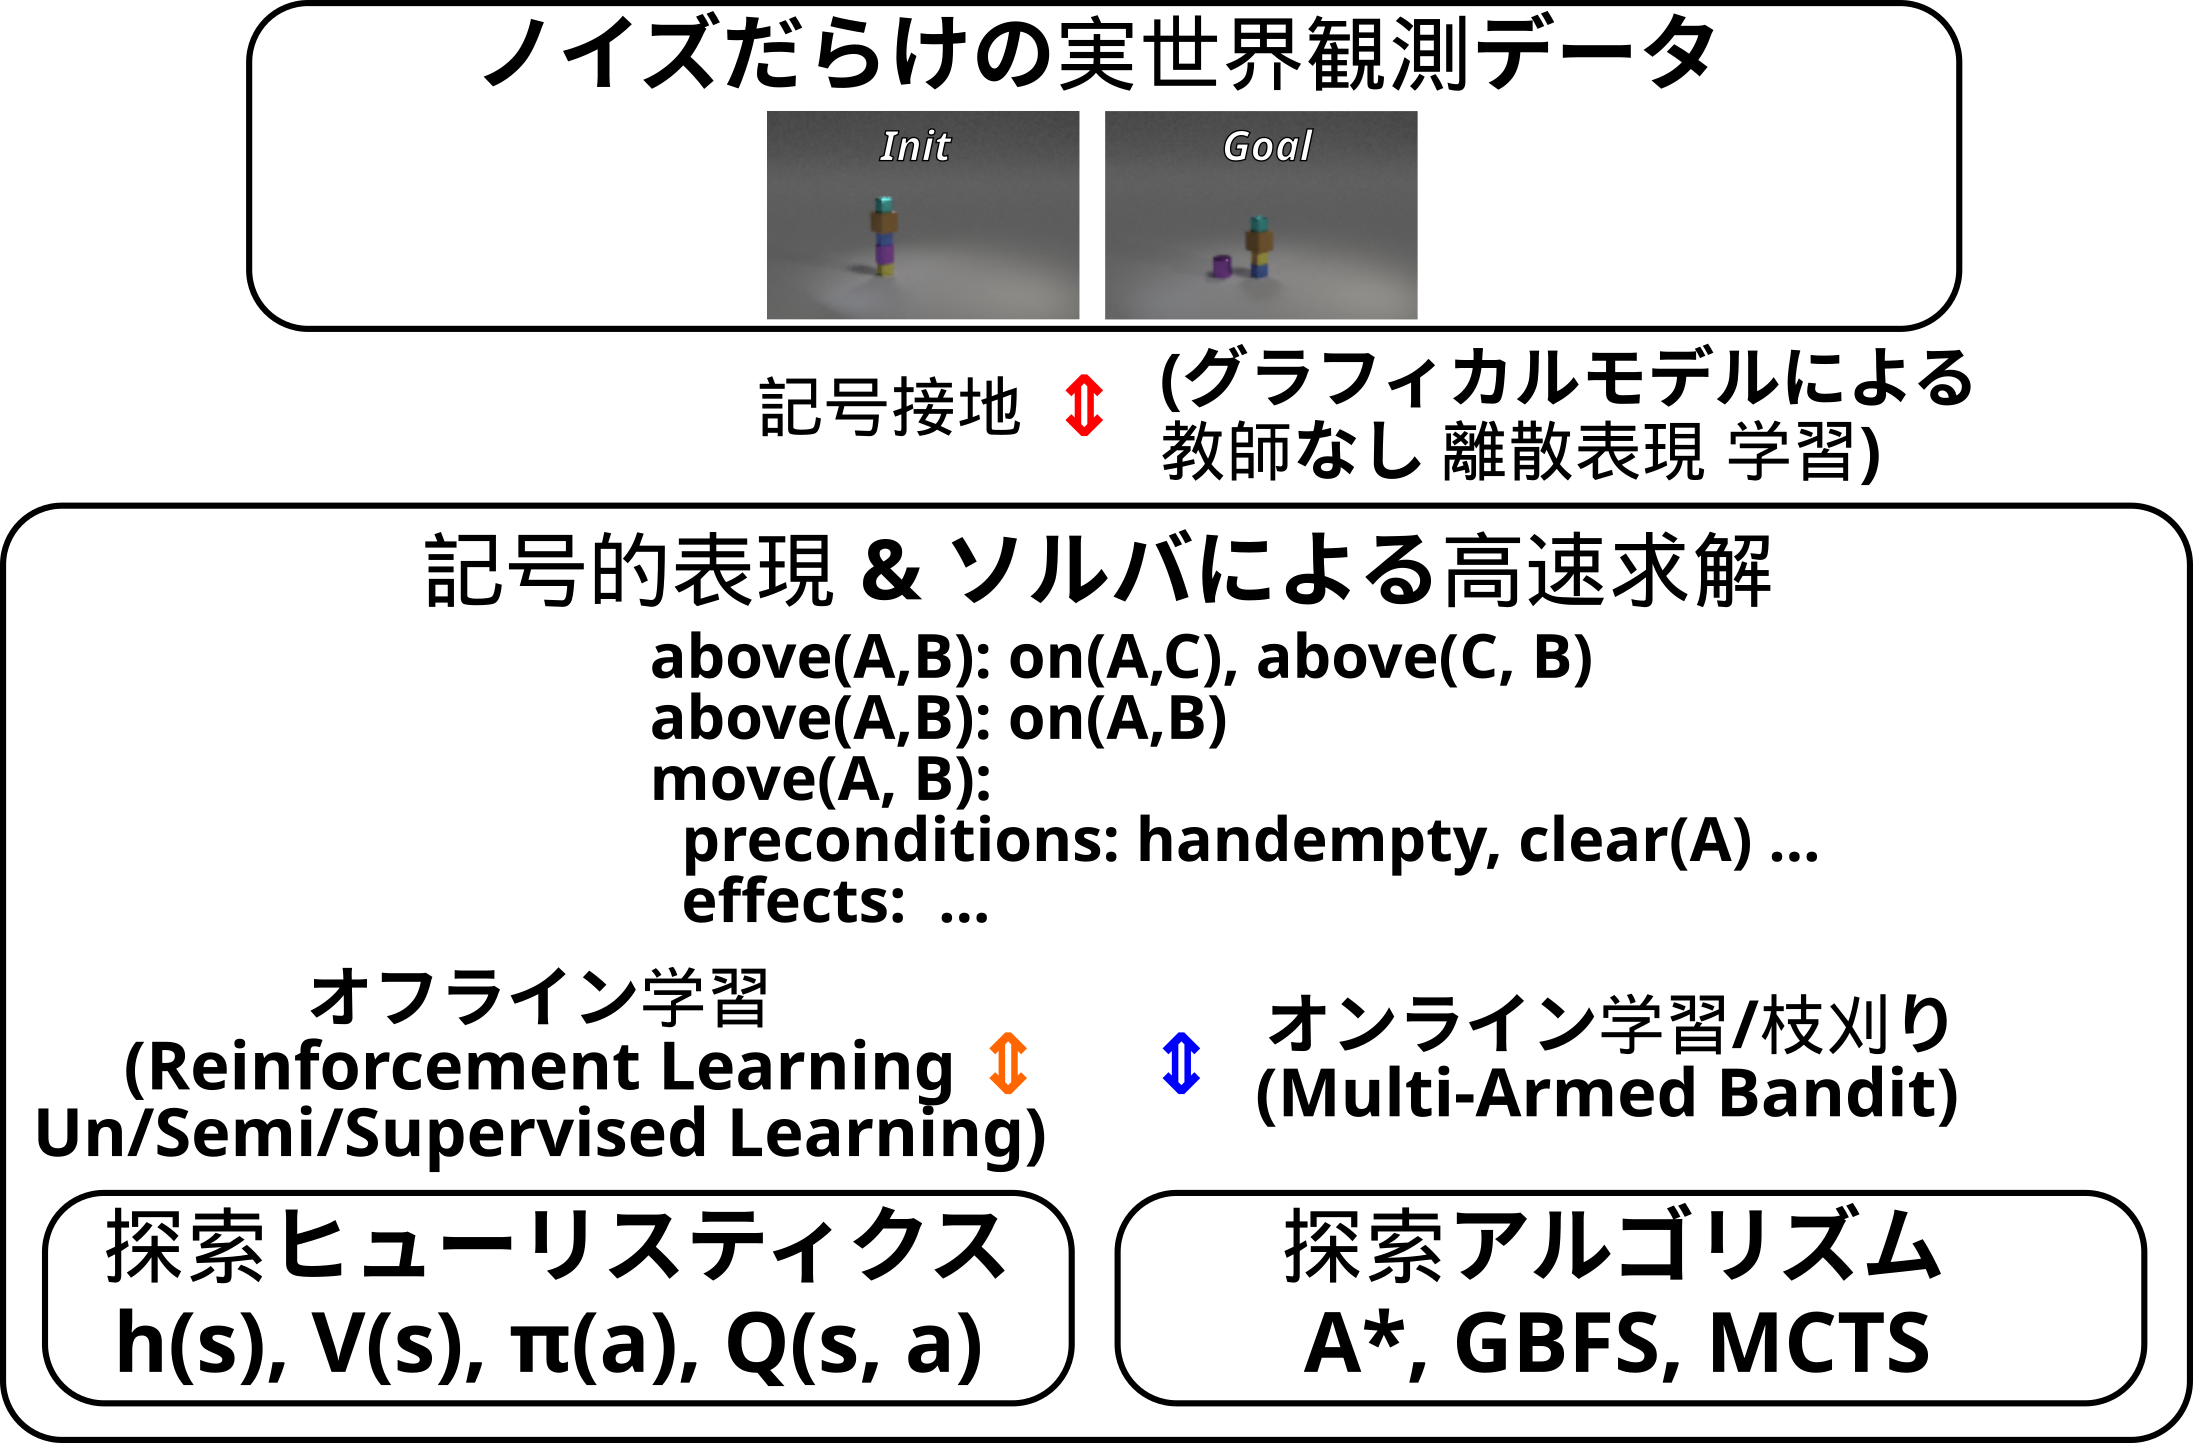 ノイズだらけの実世界観測データ
Init
Goal
記号接地 ⇕
(グラフィカルモデルによる
教師なし 離散表現 学習)
記号的表現 & ソルバによる高速求解
above(A,B): on(A,C), above(C, B)
above(A,B): on(A,B)
move(A, B):
preconditions: handempty, clear(A) ...
effects: ...
オフライン学習
(Reinforcement Learning ⇕
Un/Semi/Supervised Learning)
⇕ オンライン学習/枝刈り
(Multi-Armed Bandit)
探索ヒューリスティクス
h(s), V(s), π(a), Q(s, a)
探索アルゴリズム
A*, GBFS, MCTS